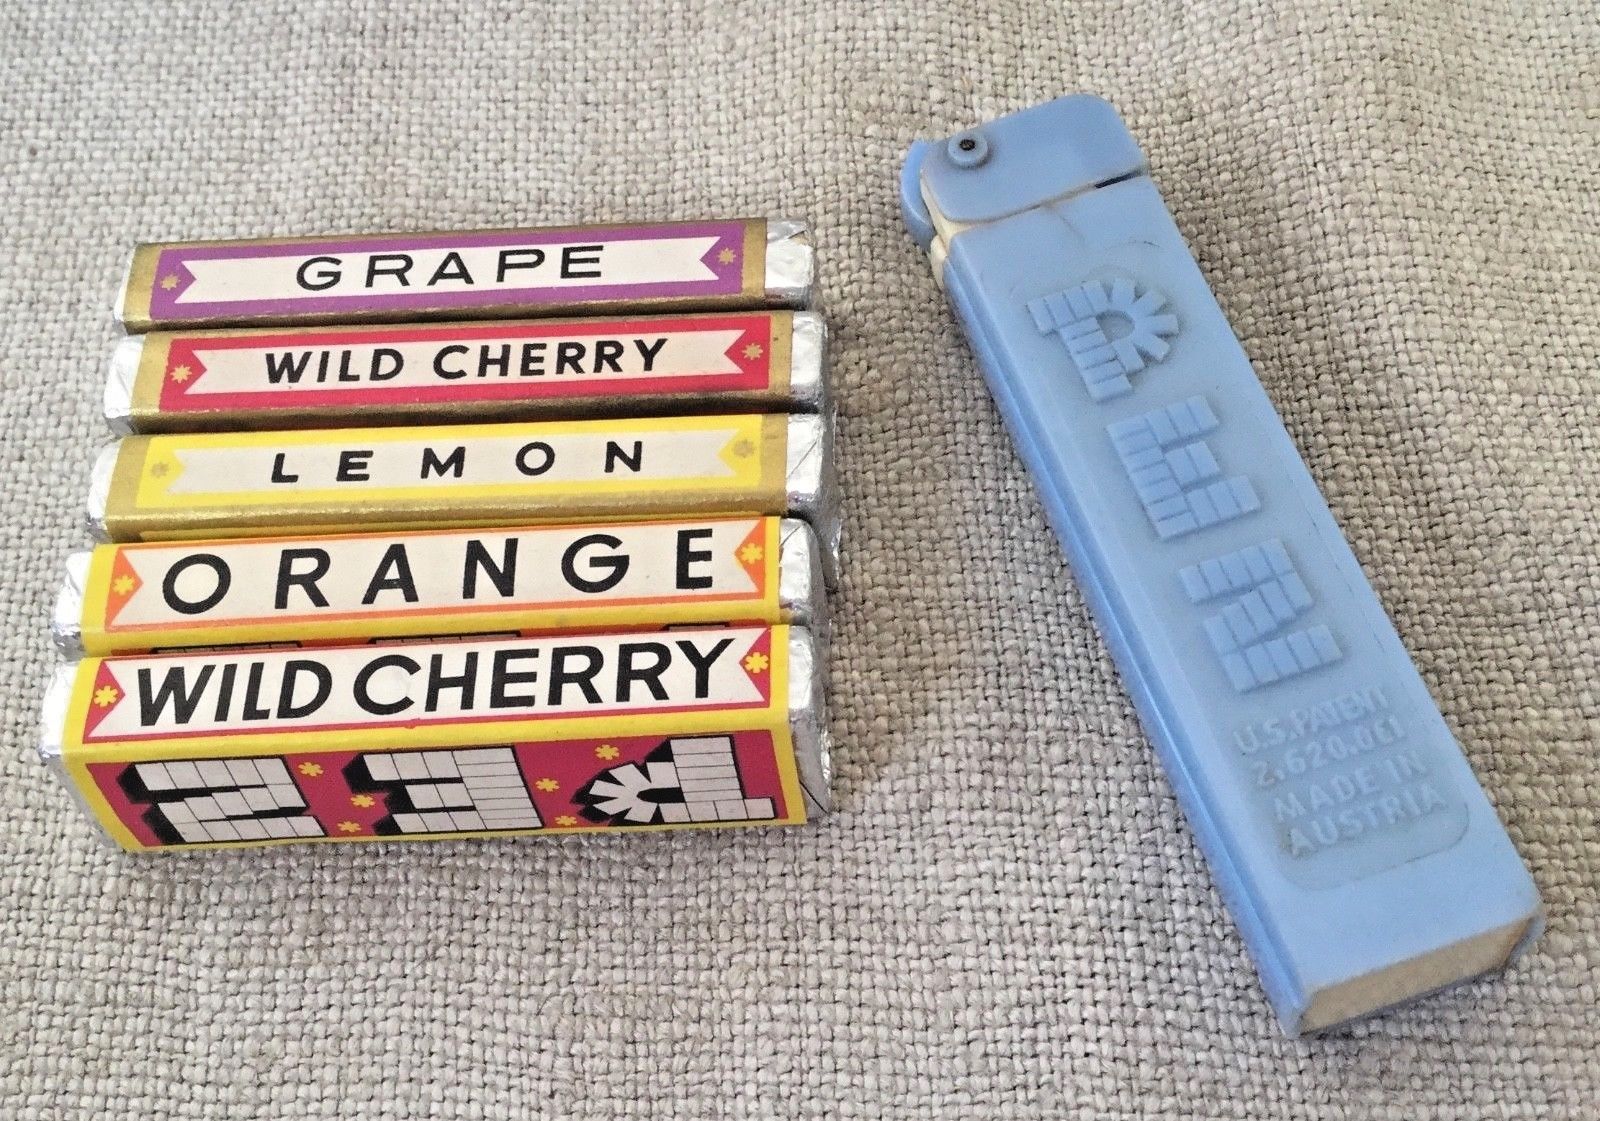 GRAPE
WILD CHERRY
LEMON
ORANGE
WILD CHERRY
PEZ
PEZ
U.S. PATENT
2.620.061
MADE IN
AUSTRIA